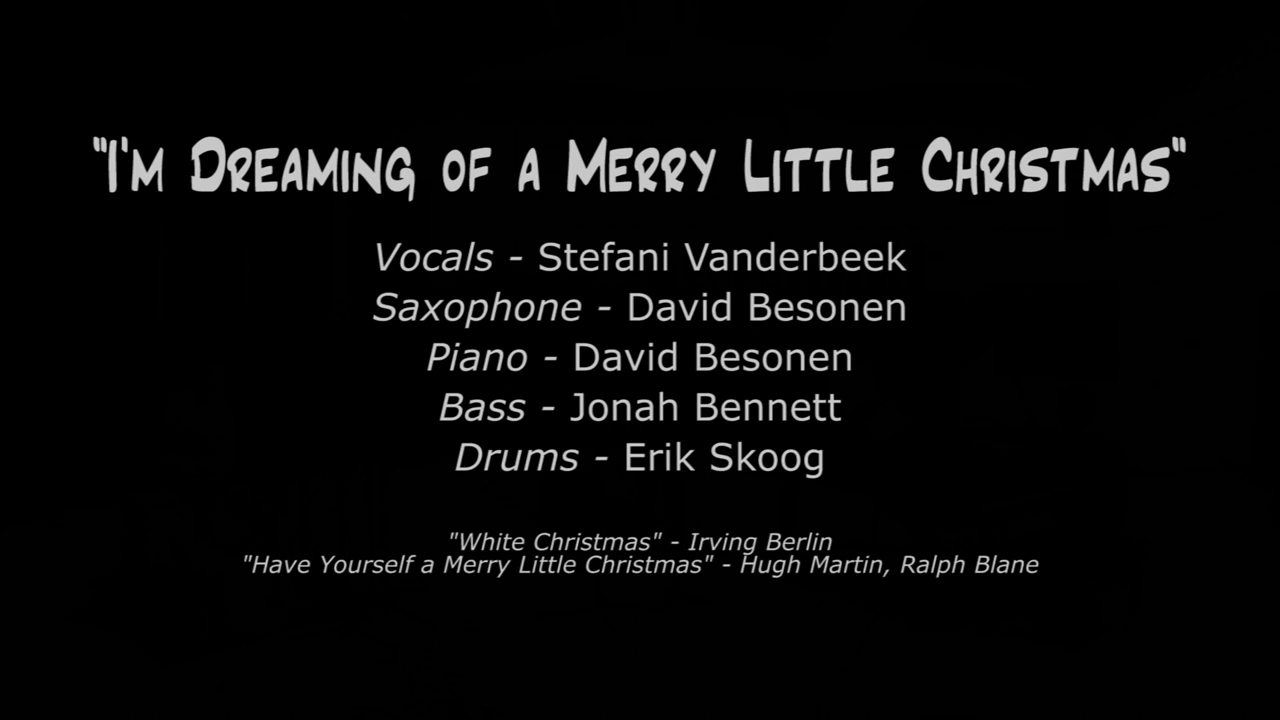 "I'm Dreaming of a Merry Little Christmas"
Vocals - Stefani Vanderbeek
Saxophone - David Besonen
Piano - David Besonen
Bass - Jonah Bennett
Drums - Erik Skoog
"White Christmas" - Irving Berlin
"Have Yourself a Merry Little Christmas" - Hugh Martin, Ralph Blane